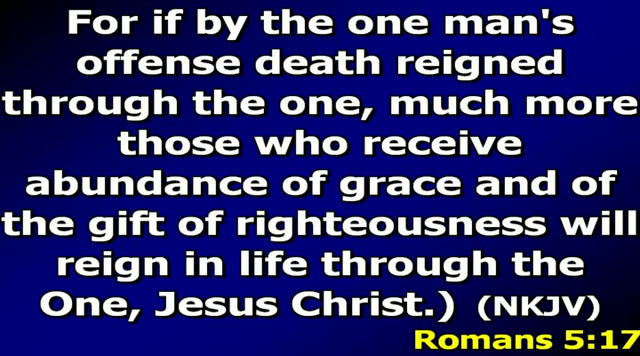 For if by the one man's
offense death reigned
through the one, much more
those who receive
abundance of grace and of
the gift of righteousness will
reign in life through the
One, Jesus Christ.) (NKJV)
Romans 5:17